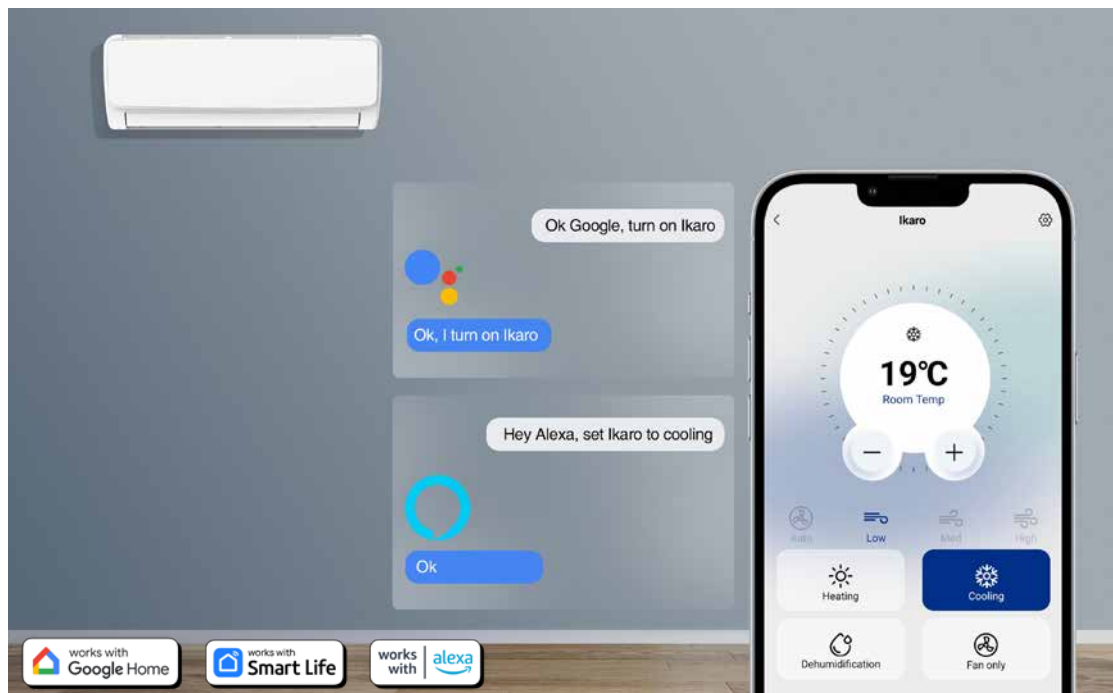 Ok Google, turn on Ikaro
Ok, I turn on Ikaro
Hey Alexa, set Ikaro to cooling
Ok
Ikaro
19°C
Room Temp
Auto
Low
Med
High
Heating
Cooling
Dehumidification
Fan only
works with
Google Home
works with
Smart Life
works
with
alexa